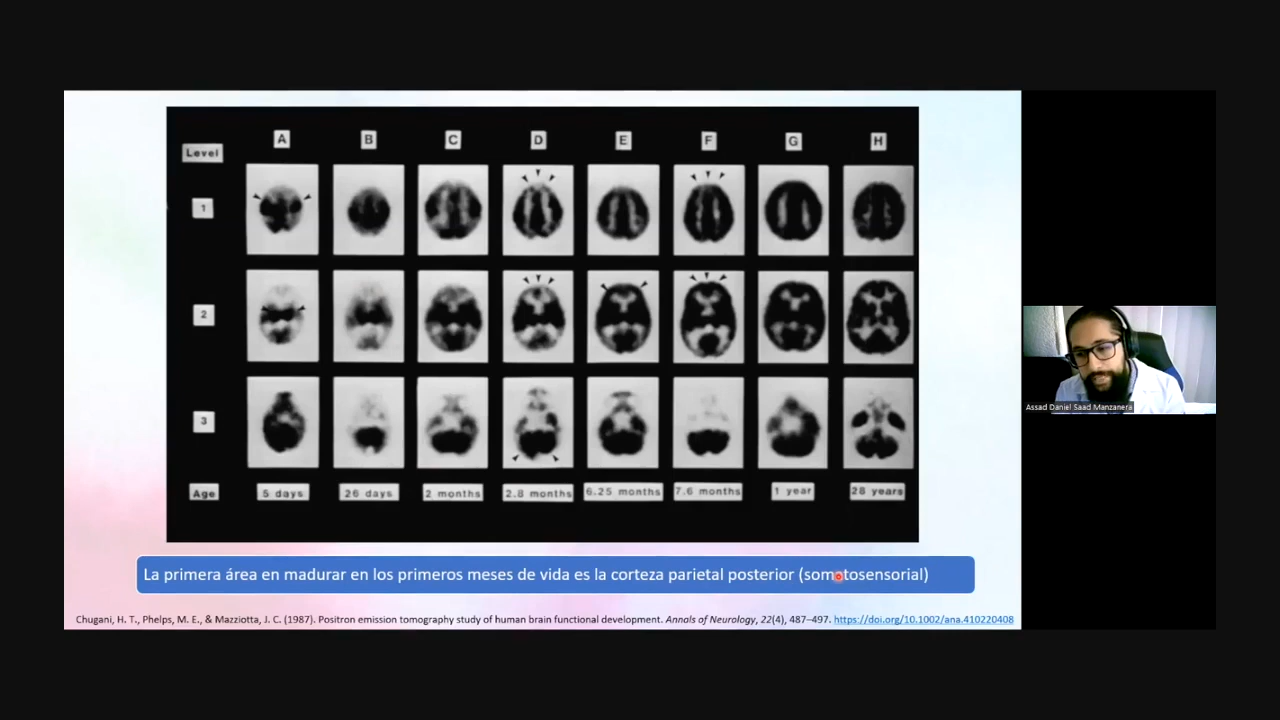 A B C D E F G H
Level
1
2
3
Age 5 days 26 days 2 months 2.8 months 6.25 months 7.6 months 1 year 28 years
Assad Daniel Saad Manzanera
La primera área en madurar en los primeros meses de vida es la corteza parietal posterior (somatosensorial)
Chugani, H. T., Phelps, M. E., & Mazziotta, J. C. (1987). Positron emission tomography study of human brain functional development. Annals of Neurology, 22(4), 487–497. https://doi.org/10.1002/ana.410220408